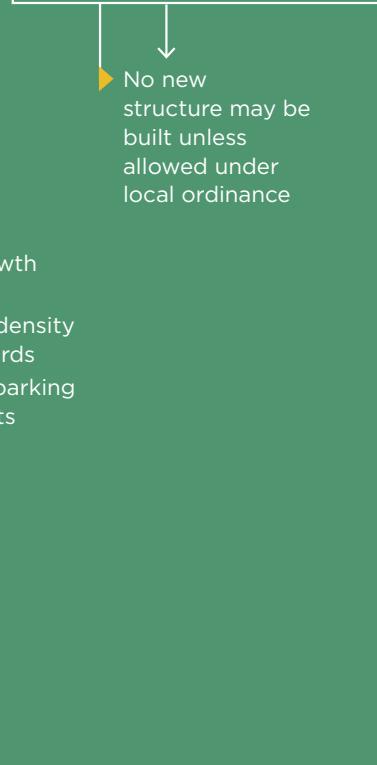 No new
structure may be
built unless
allowed under
local ordinance
wth
density
rds
parking
ts